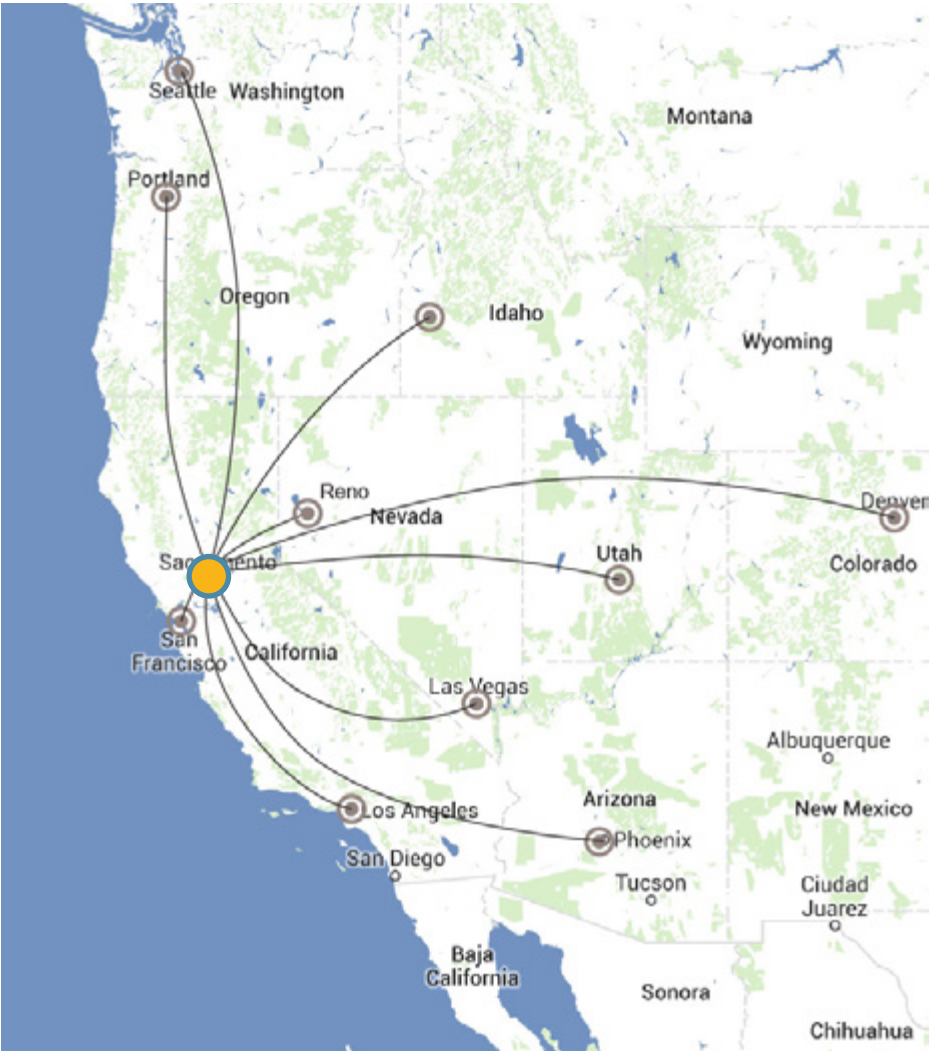 Seattle
Washington
Montana
Portland
Oregon
Idaho
Wyoming
Reno
Nevada
Denver
Utah
Colorado
San
Francisco
California
Las Vegas
Albuquerque
Arizona
New Mexico
Los Angeles
Phoenix
San Diego
Tucson
Ciudad
Juarez
Baja
California
Sonora
Chihuahua